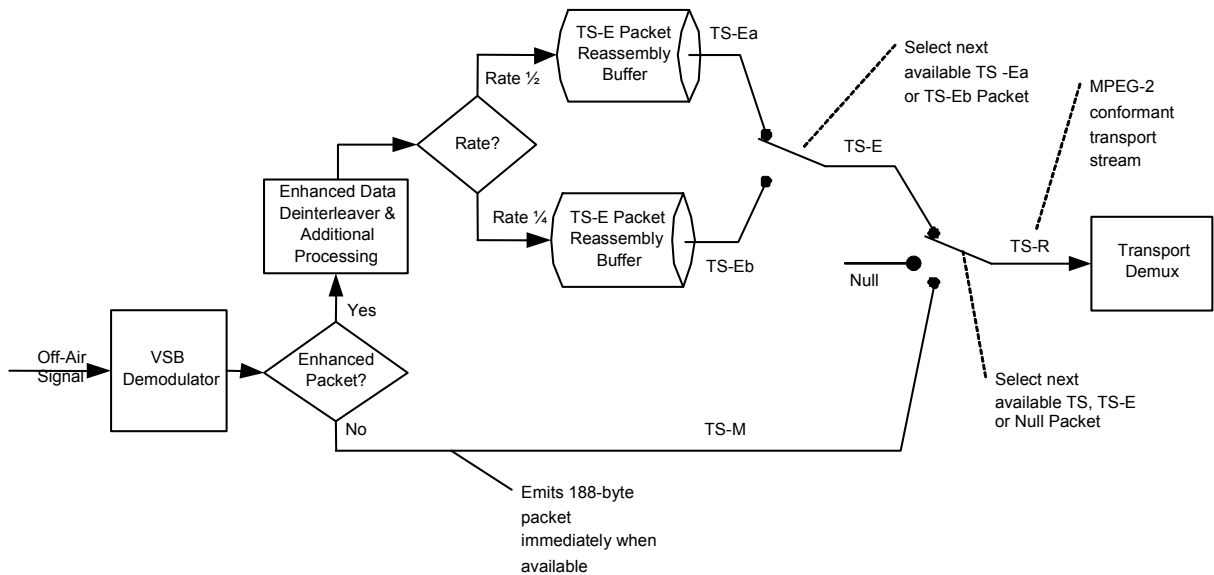 TS-E Packet
Reassembly
Buffer
TS-Ea
Select next
available TS -Ea
or TS-Eb Packet
MPEG-2
conformant
transport
stream
Rate ½
Rate?
TS-E
Enhanced Data
Deinterleaver &
Additional
Processing
Rate ¼
TS-E Packet
Reassembly
Buffer
TS-Eb
TS-R
Transport
Demux
Null
Yes
Off-Air
Signal
VSB
Demodulator
Enhanced
Packet?
Select next
available TS, TS-E
or Null Packet
No
TS-M
Emits 188-byte
packet
immediately when
available